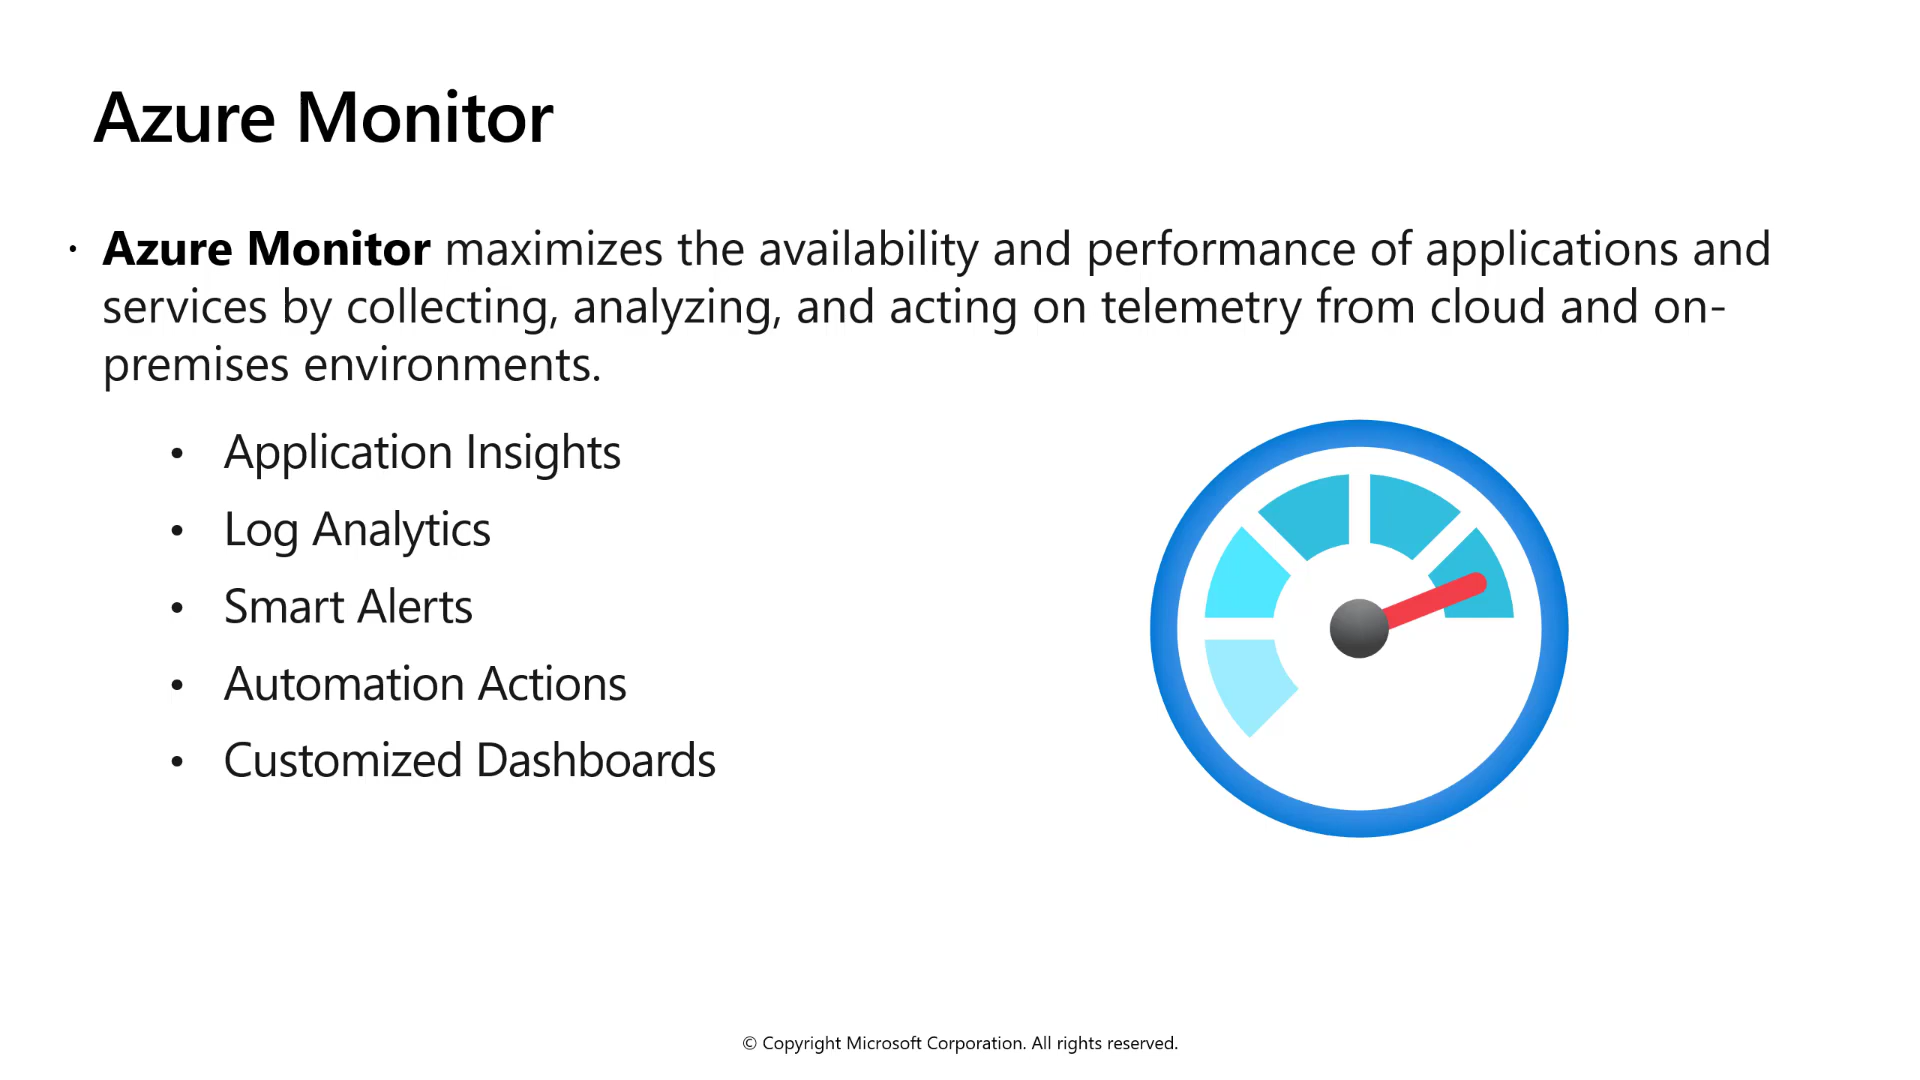 Azure Monitor
· Azure Monitor maximizes the availability and performance of applications and
services by collecting, analyzing, and acting on telemetry from cloud and on-
premises environments.
• Application Insights
• Log Analytics
• Smart Alerts
• Automation Actions
• Customized Dashboards
© Copyright Microsoft Corporation. All rights reserved.